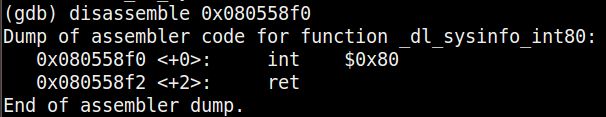 (gdb) disassemble 0x080558f0
Dump of assembler code for function _dl_sysinfo_int80:
   0x080558f0 <+0>:     int    $0x80
   0x080558f2 <+2>:     ret
End of assembler dump.